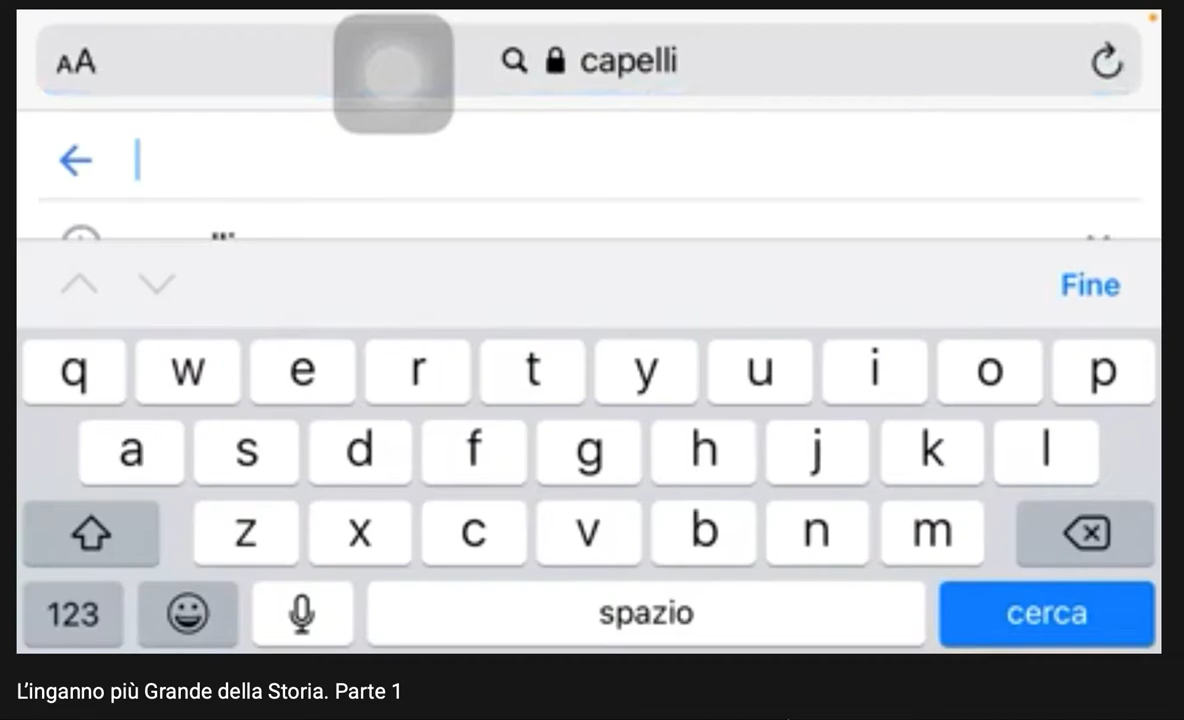 AA capelli
Fine
q w e r t y u i o p
a s d f g h j k l
z x c v b n m
123 spazio cerca
L’inganno più Grande della Storia. Parte 1